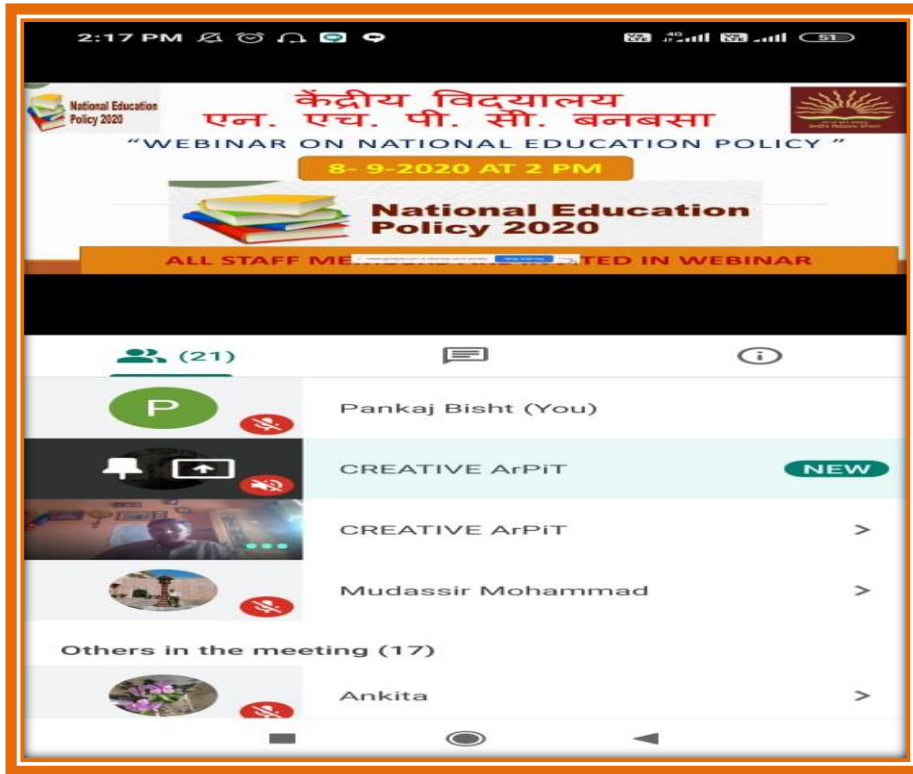 2:17 PM
4G
51
National Education
Policy 2020
केंद्रीय विद्यालय
एन. एच. पी. सी. बनबसा
“WEBINAR ON NATIONAL EDUCATION POLICY ”
8- 9-2020 AT 2 PM
National Education
Policy 2020
ALL STAFF IN WEBINAR
(21)
Pankaj Bisht (You)
CREATIVE ArPiT
NEW
CREATIVE ArPiT
Mudassir Mohammad
Others in the meeting (17)
Ankita